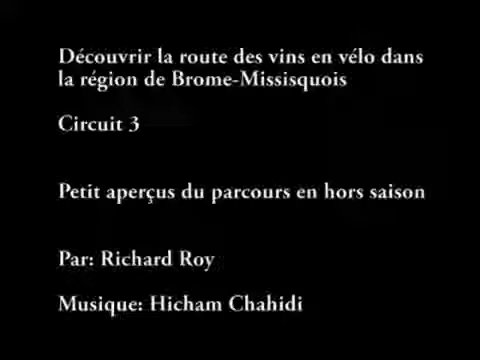 Découvrir la route des vins en vélo dans
la région de Brome-Missisquois
Circuit 3
Petit aperçus du parcours en hors saison
Par: Richard Roy
Musique: Hicham Chahidi